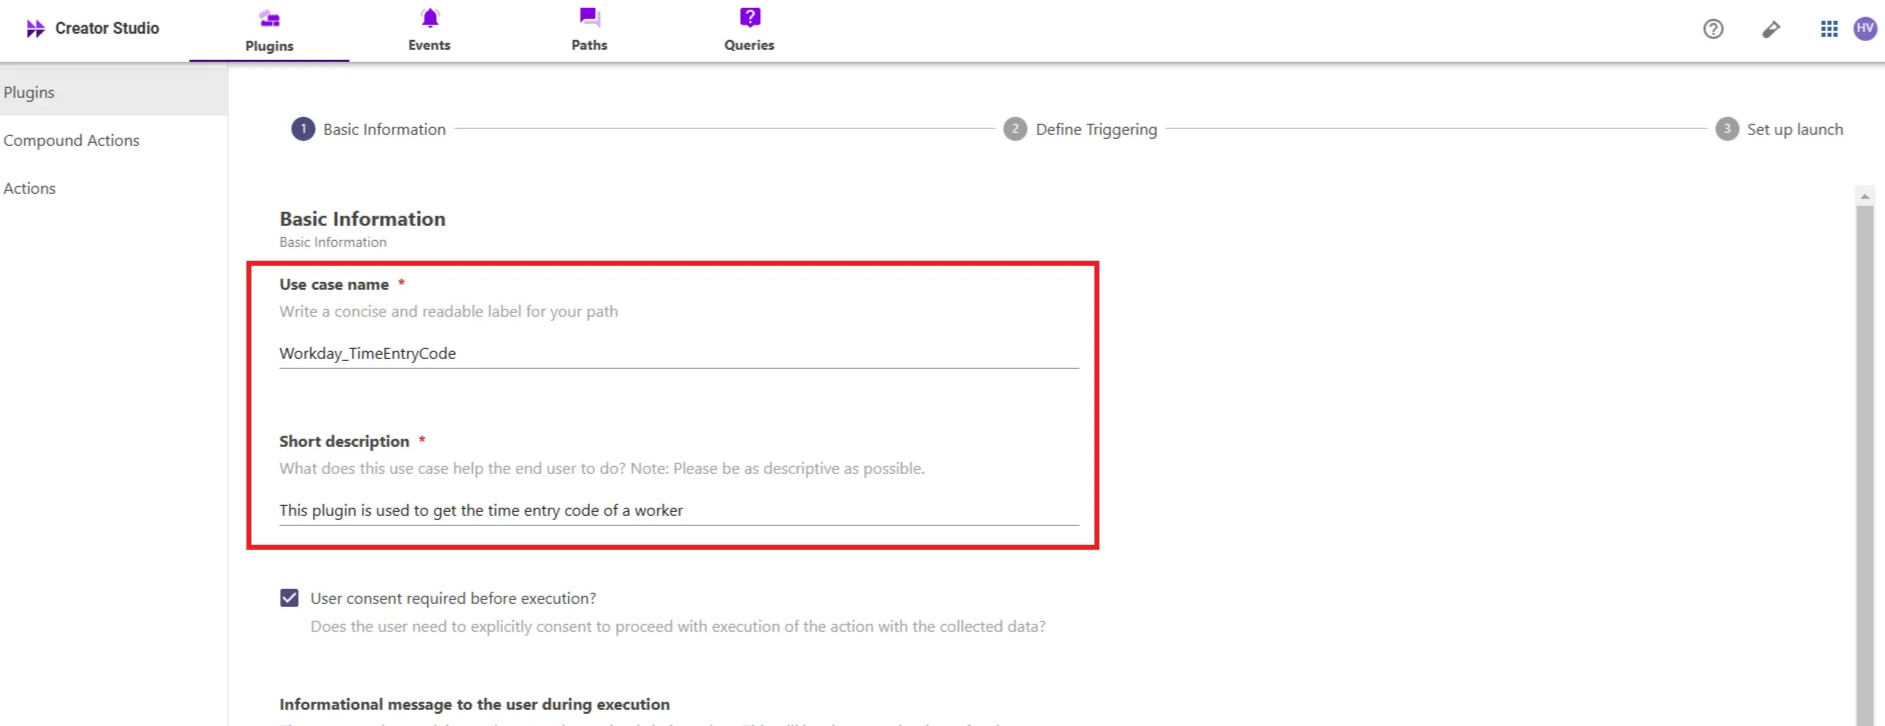 Creator Studio
Plugins
Events
Paths
Queries
?
HV
Plugins
Compound Actions
Actions
1 Basic Information
2 Define Triggering
3 Set up launch
Basic Information
Basic Information
Use case name *
Write a concise and readable label for your path
Workday_TimeEntryCode
Short description *
What does this use case help the end user to do? Note: Please be as descriptive as possible.
This plugin is used to get the time entry code of a worker
User consent required before execution?
Does the user need to explicitly consent to proceed with execution of the action with the collected data?
Informational message to the user during execution